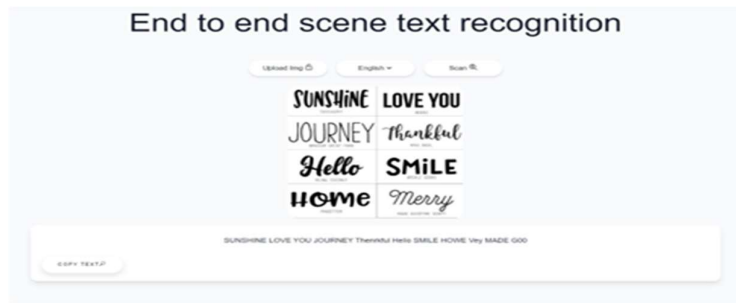 End to end scene text recognition
Upload Img English Scan
SUNSHiNE LOVE YOU
JOURNEY Thankful
Hello SMiLE
HOMe Merry
SUNSHINE LOVE YOU JOURNEY Thenrkful Hello SMILE HOWE Vey MADE G00
COPY TEXT